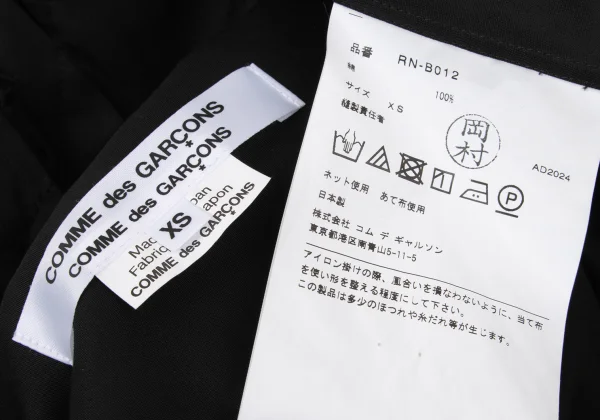 COMME des GARÇONS
COMME des GARÇONS
XS
Japan
Japon
Fabriq
COMME des GARÇONS
品番 RN-B012
綿 100%
サイズ XS
縫製責任者
岡村
AD2024
ネット使用 あて布使用
日本製
株式会社 コム デ ギャルソン
東京都港区南青山5-11-5
アイロン掛けの際、風合いを損なわないように、当て布
を使い形を整える程度にして下さい。
この製品は多少のほつれや糸だれ等が生じます。